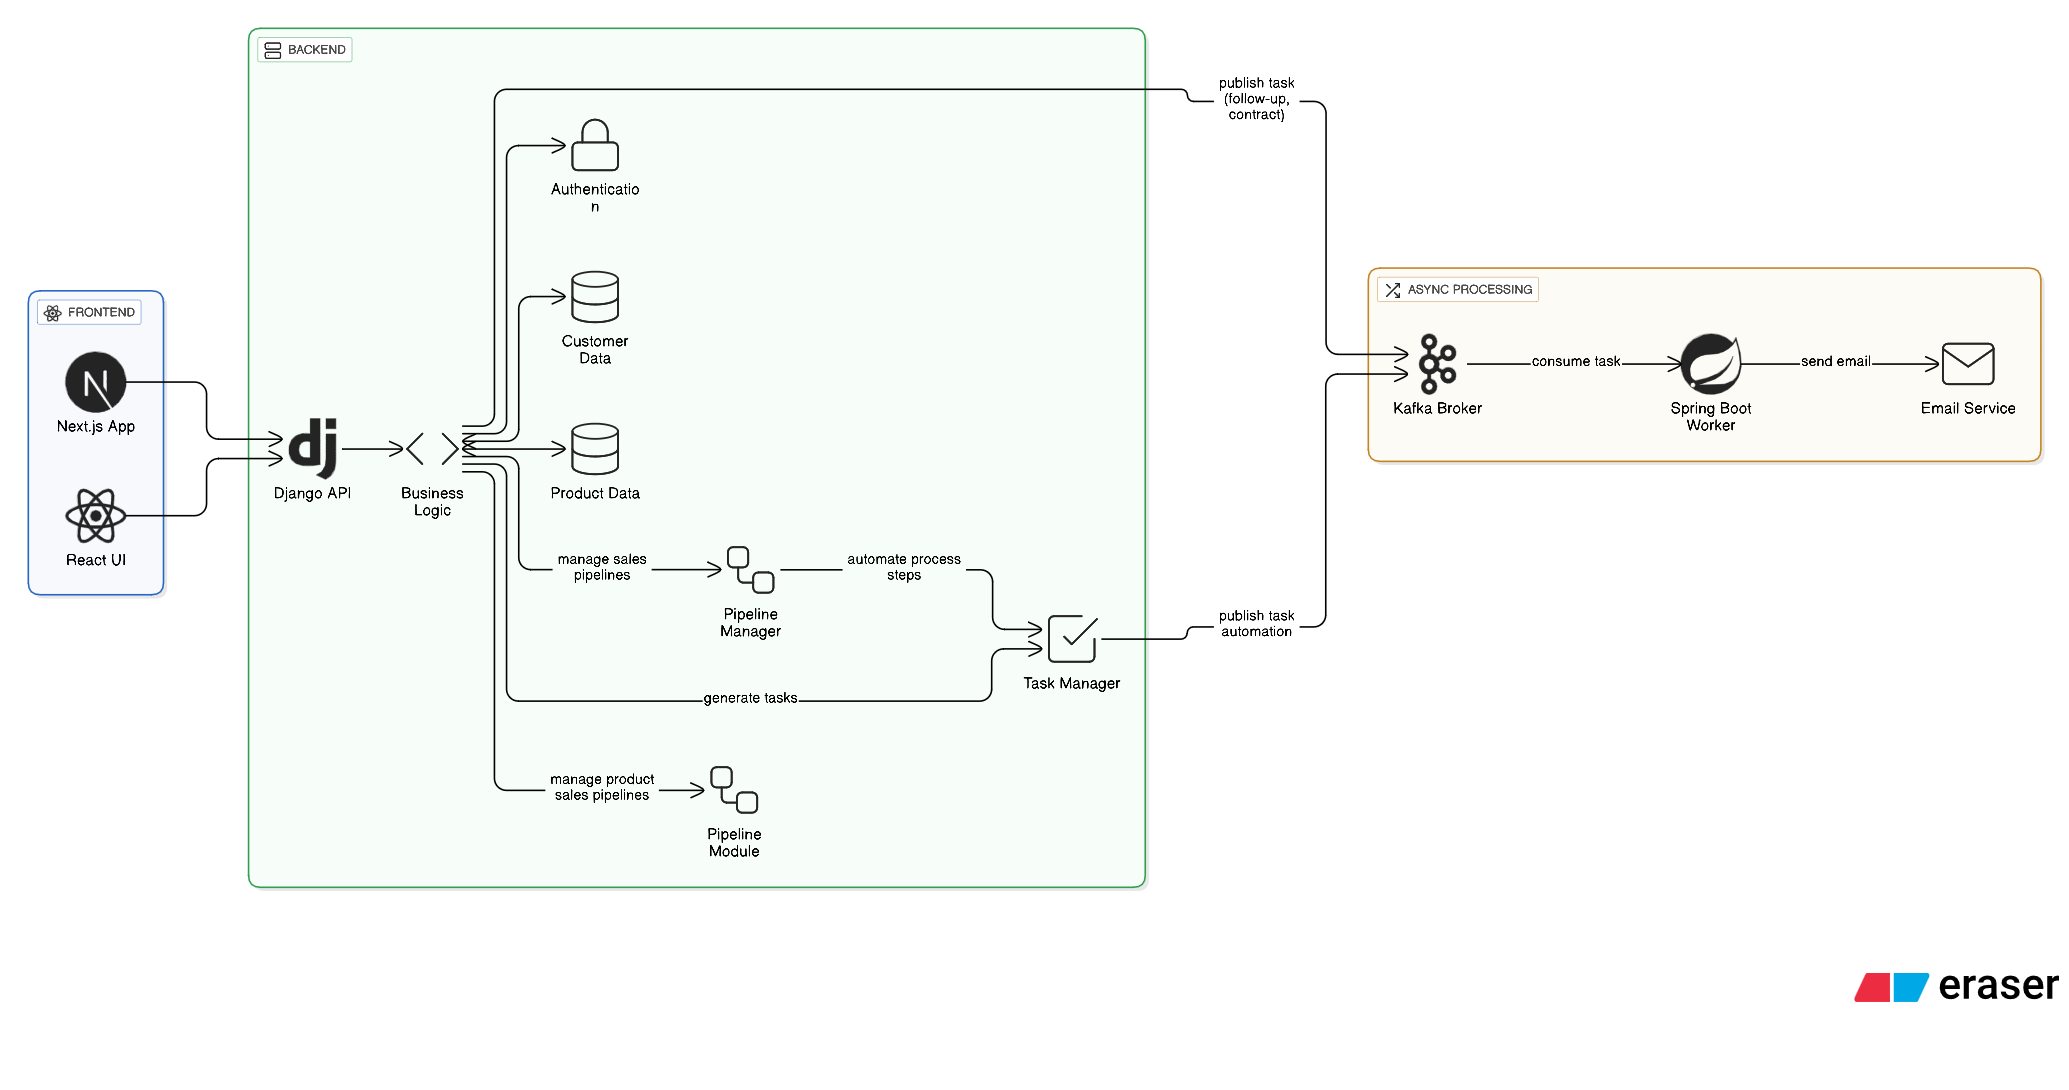 BACKEND
publish task
(follow-up,
contract)
Authenticatio
n
FRONTEND
Next.js App
React UI
Customer
Data
Django API
Business
Logic
Product Data
manage sales
pipelines
Pipeline
Manager
automate process
steps
generate tasks
Task Manager
publish task
automation
manage product
sales pipelines
Pipeline
Module
ASYNC PROCESSING
Kafka Broker
consume task
Spring Boot
Worker
send email
Email Service
dj
N
eraser